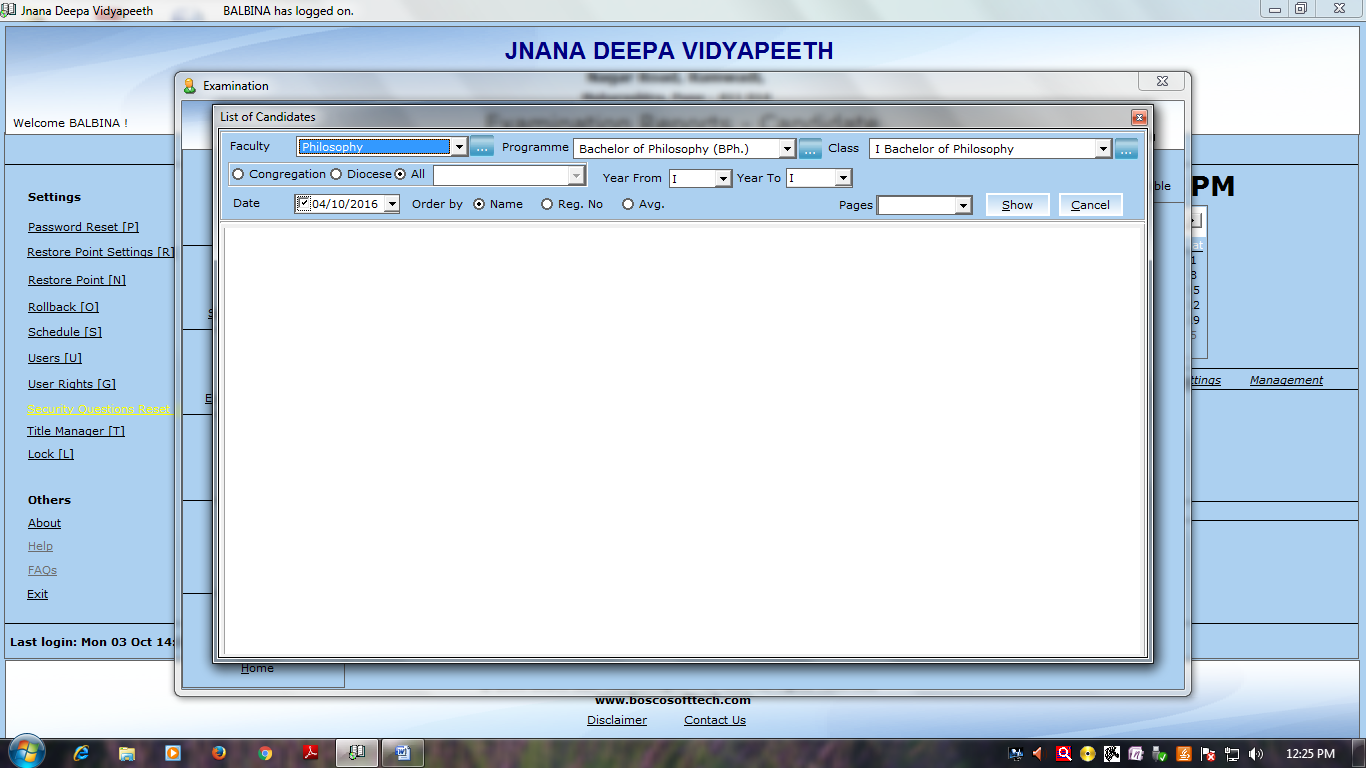 Jnana Deepa Vidyapeeth BALBINA has logged on.
JNANA DEEPA VIDYAPEETH
Examination
Welcome BALBINA !
List of Candidates
Faculty Philosophy ... Programme Bachelor of Philosophy (BPh.) ... Class I Bachelor of Philosophy ...
Congregation Diocese All Year From I Year To I
Date 04/10/2016 Order by Name Reg. No Avg. Pages Show Cancel
PM
Settings
Password Reset [P]
Restore Point Settings [R]
Restore Point [N]
Rollback [O]
Schedule [S]
Users [U]
User Rights [G]
Security Questions Reset
Title Manager [T]
Lock [L]
Management
Others
About
Help
FAQs
Exit
Last login: Mon 03 Oct 14:
Home
www.boscosofttech.com
Disclaimer Contact Us
12:25 PM